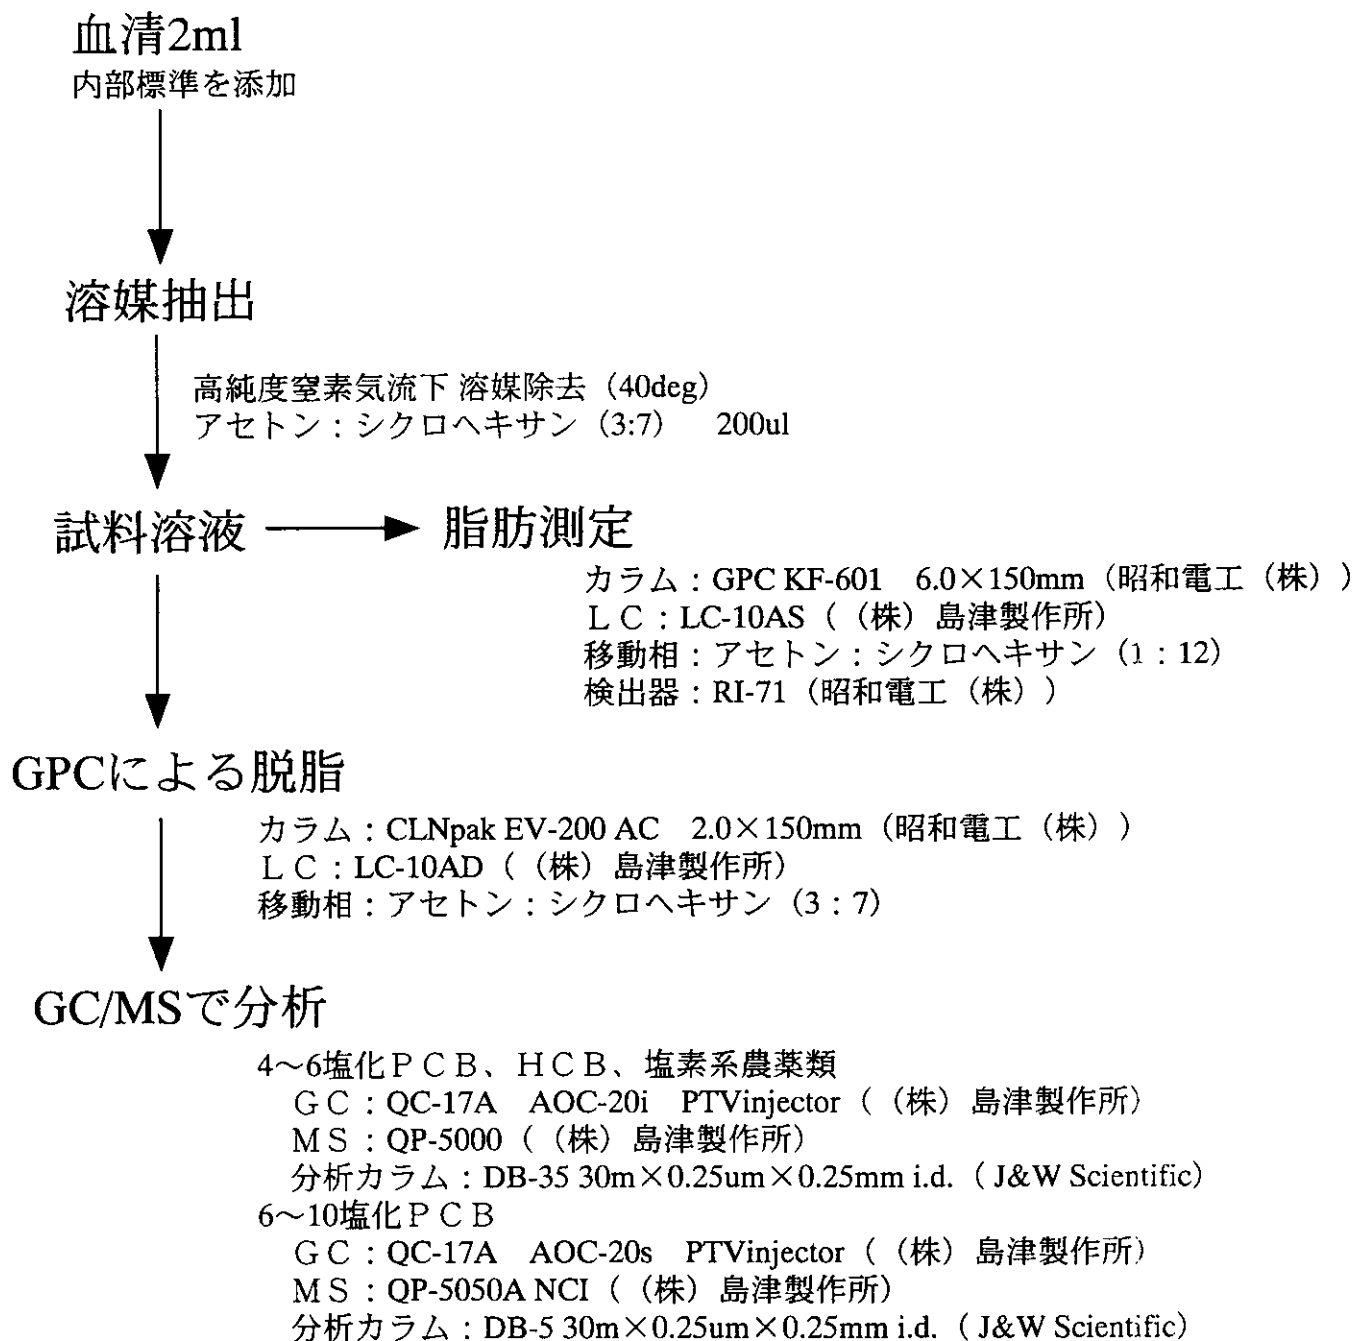 血清2ml
内部標準を添加
溶媒抽出
高純度窒素気流下 溶媒除去（40deg）
アセトン：シクロヘキサン（3:7）　200ul
試料溶液
脂肪測定
カラム：GPC KF-601　6.0×150mm（昭和電工（株））
ＬＣ：LC-10AS（（株）島津製作所）
移動相：アセトン：シクロヘキサン（1：12）
検出器：RI-71（昭和電工（株））
GPCによる脱脂
カラム：CLNpak EV-200 AC　2.0×150mm（昭和電工（株））
ＬＣ：LC-10AD（（株）島津製作所）
移動相：アセトン：シクロヘキサン（3：7）
GC/MSで分析
4～6塩化ＰＣＢ、ＨＣＢ、塩素系農薬類
ＧＣ：QC-17A　AOC-20i　PTVinjector（（株）島津製作所）
ＭＳ：QP-5000（（株）島津製作所）
分析カラム：DB-35 30m×0.25um×0.25mm i.d.（J&W Scientific）
6～10塩化ＰＣＢ
ＧＣ：QC-17A　AOC-20s　PTVinjector（（株）島津製作所）
ＭＳ：QP-5050A NCI（（株）島津製作所）
分析カラム：DB-5 30m×0.25um×0.25mm i.d.（J&W Scientific）